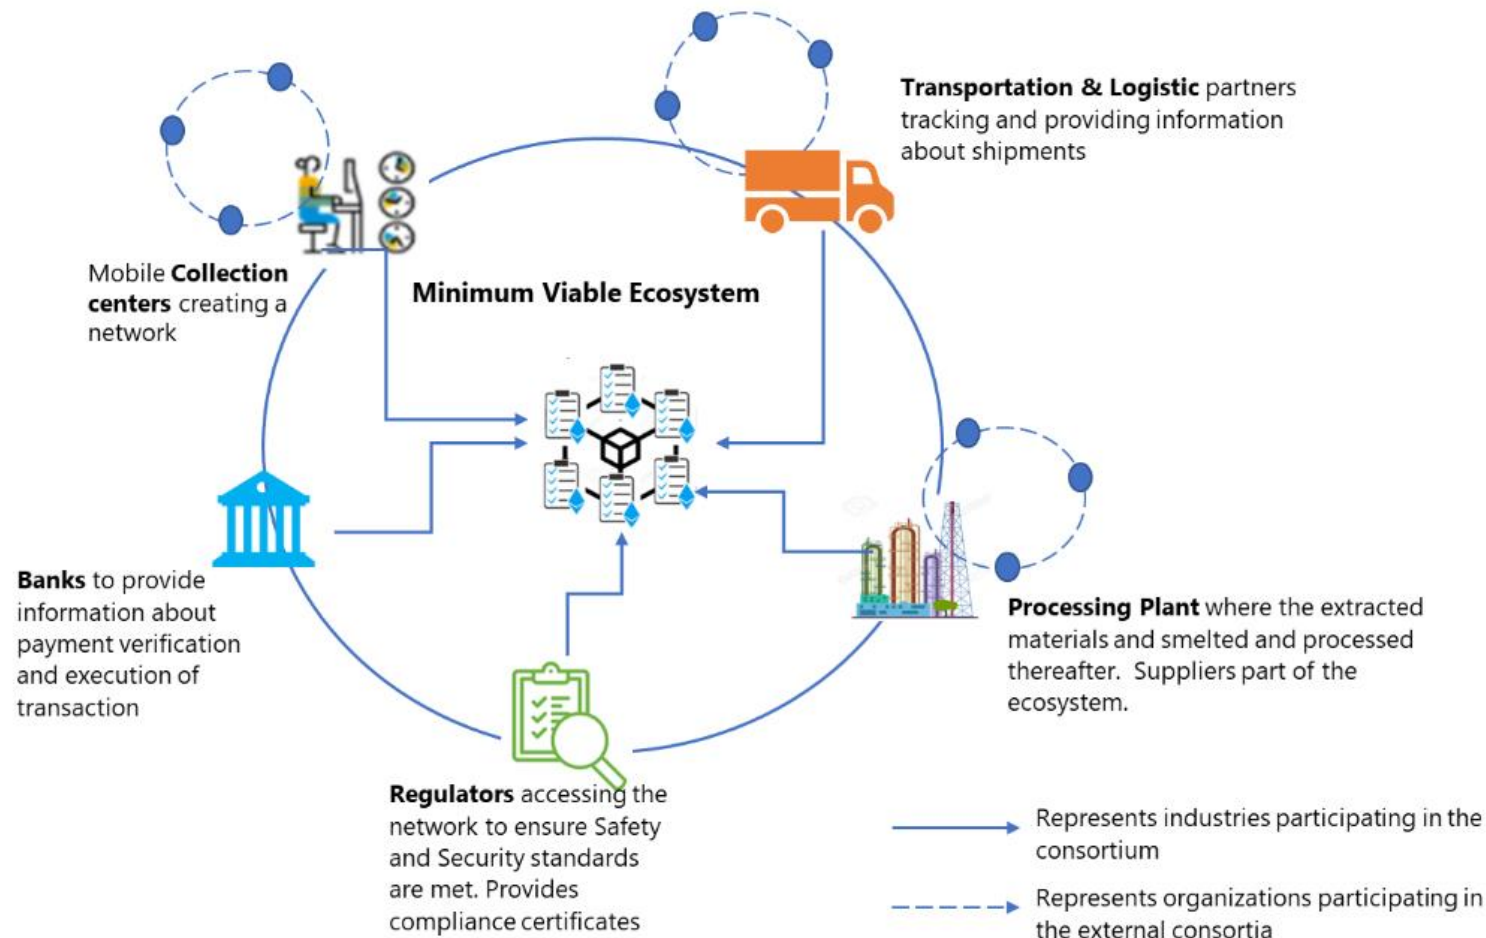 Transportation & Logistic partners
tracking and providing information
about shipments
Mobile Collection
centers creating a
network
Minimum Viable Ecosystem
Banks to provide
information about
payment verification
and execution of
transaction
Processing Plant where the extracted
materials and smelted and processed
thereafter. Suppliers part of the
ecosystem.
Regulators accessing the
network to ensure Safety
and Security standards
are met. Provides
compliance certificates
Represents industries participating in the
consortium
Represents organizations participating in
the external consortia